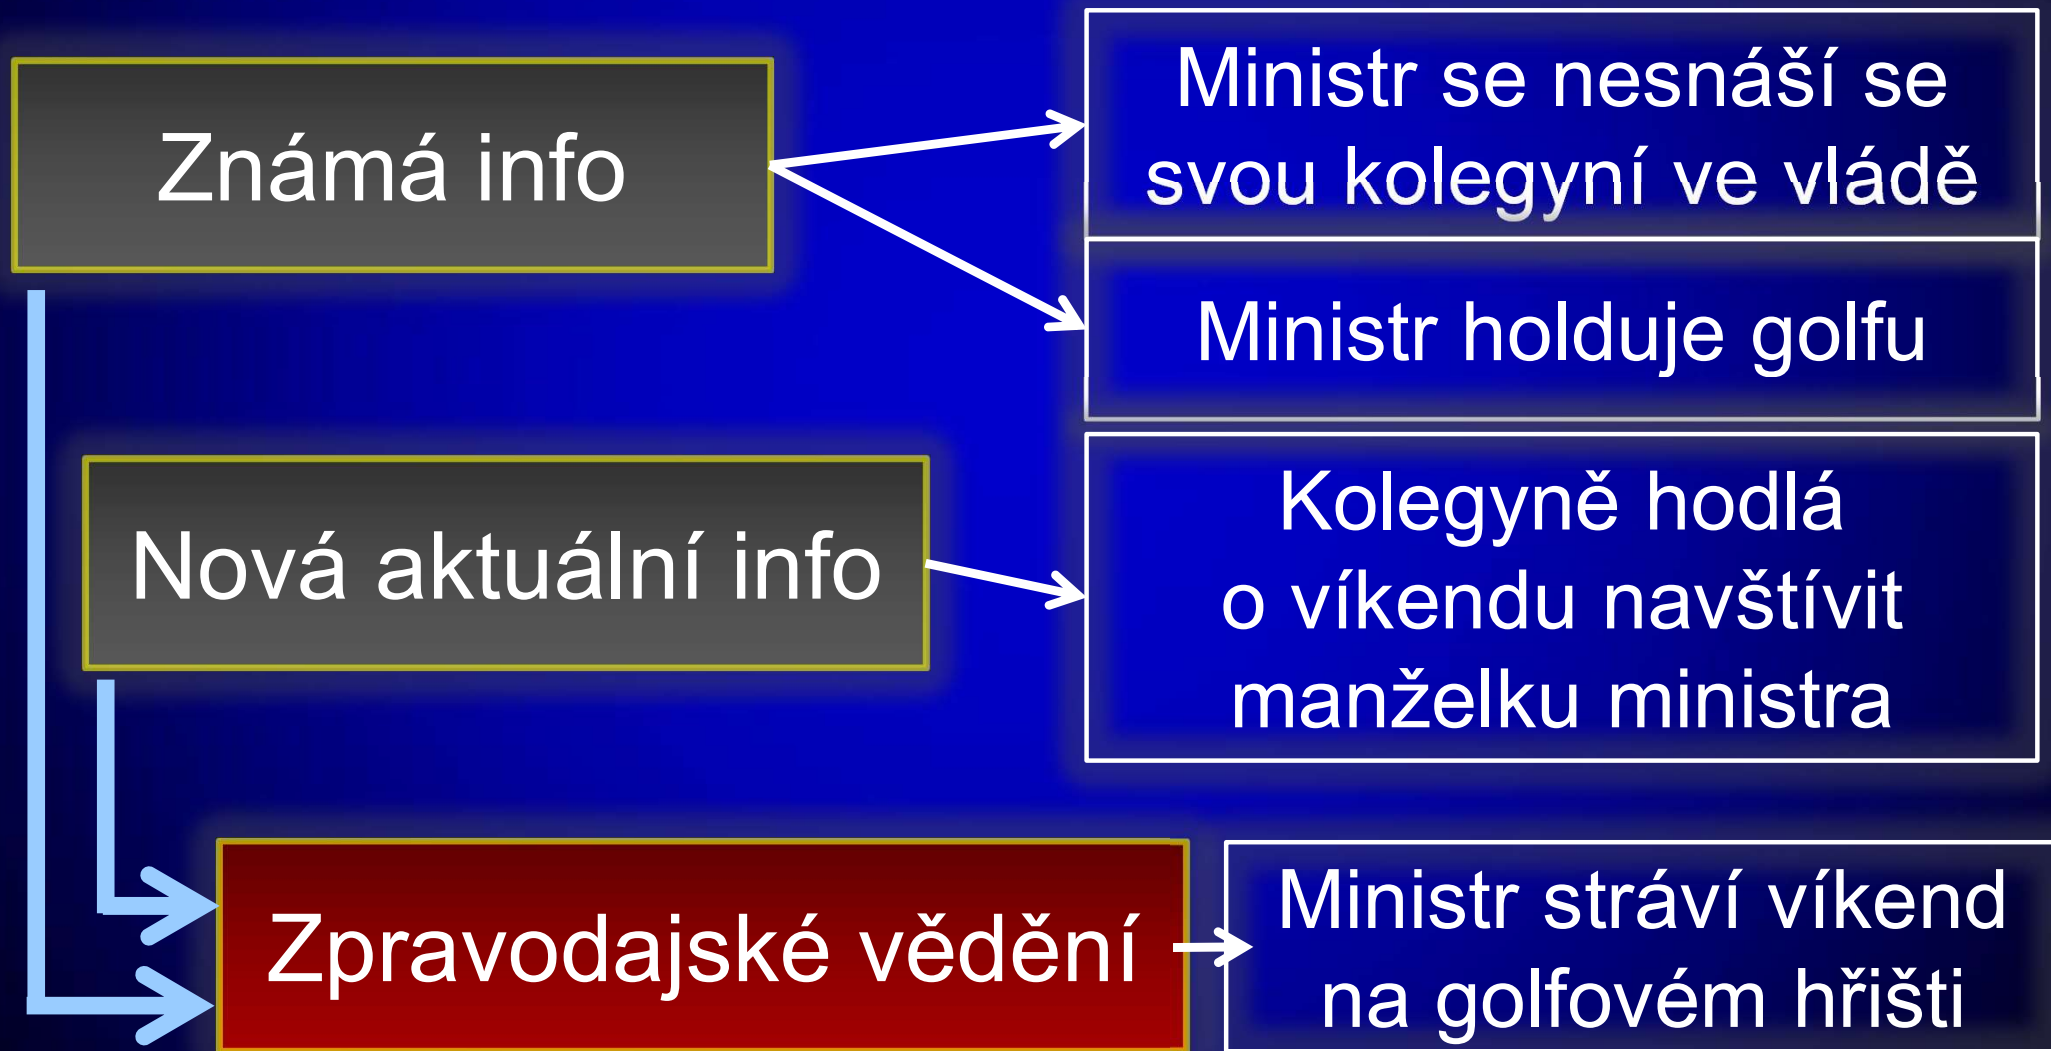 Známá info
Ministr se nesnáší se
svou kolegyní ve vládě
Ministr holduje golfu
Nová aktuální info
Kolegyně hodlá
o víkendu navštívit
manželku ministra
Zpravodajské vědění
Ministr stráví víkend
na golfovém hřišti